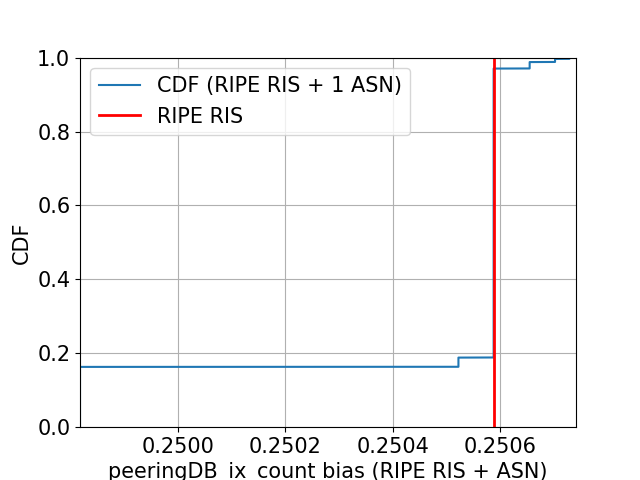 CDF (RIPE RIS + 1 ASN)
RIPE RIS
1.0
0.8
0.6
0.4
0.2
0.0
CDF
0.2500 0.2502 0.2504 0.2506
peeringDB_ix_count bias (RIPE RIS + ASN)